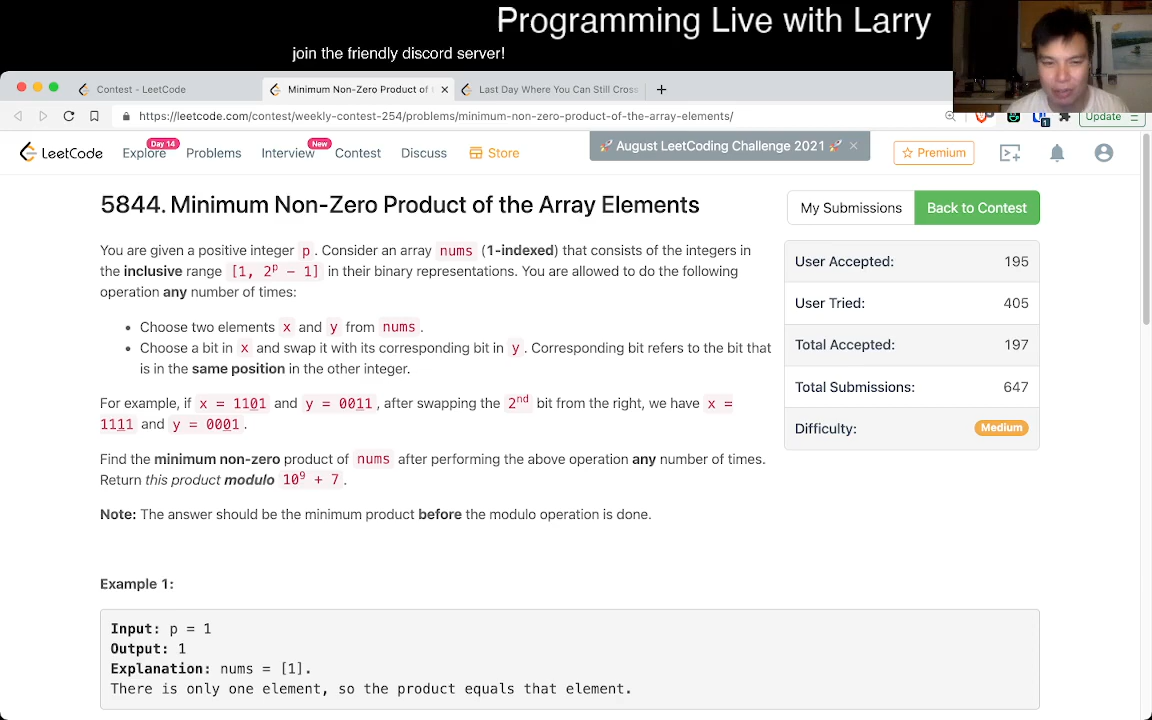 Programming Live with Larry
join the friendly discord server!
Contest - LeetCode
Minimum Non-Zero Product of
Last Day Where You Can Still Cross
https://leetcode.com/contest/weekly-contest-254/problems/minimum-non-zero-product-of-the-array-elements/
Update
LeetCode
Explore
Day 14
Problems
Interview
New
Contest
Discuss
Store
🚀 August LeetCoding Challenge 2021 🚀
Premium
5844. Minimum Non-Zero Product of the Array Elements
My Submissions
Back to Contest
You are given a positive integer p. Consider an array nums (1-indexed) that consists of the integers in
the inclusive range [1, 2ᵖ − 1] in their binary representations. You are allowed to do the following
operation any number of times:
• Choose two elements x and y from nums.
• Choose a bit in x and swap it with its corresponding bit in y. Corresponding bit refers to the bit that
is in the same position in the other integer.
For example, if x = 1101 and y = 0011, after swapping the 2nd bit from the right, we have x =
1111 and y = 0001.
Find the minimum non-zero product of nums after performing the above operation any number of times.
Return this product modulo 10⁹ + 7.
Note: The answer should be the minimum product before the modulo operation is done.
User Accepted: 195
User Tried: 405
Total Accepted: 197
Total Submissions: 647
Difficulty: Medium
Example 1:
Input: p = 1
Output: 1
Explanation: nums = [1].
There is only one element, so the product equals that element.